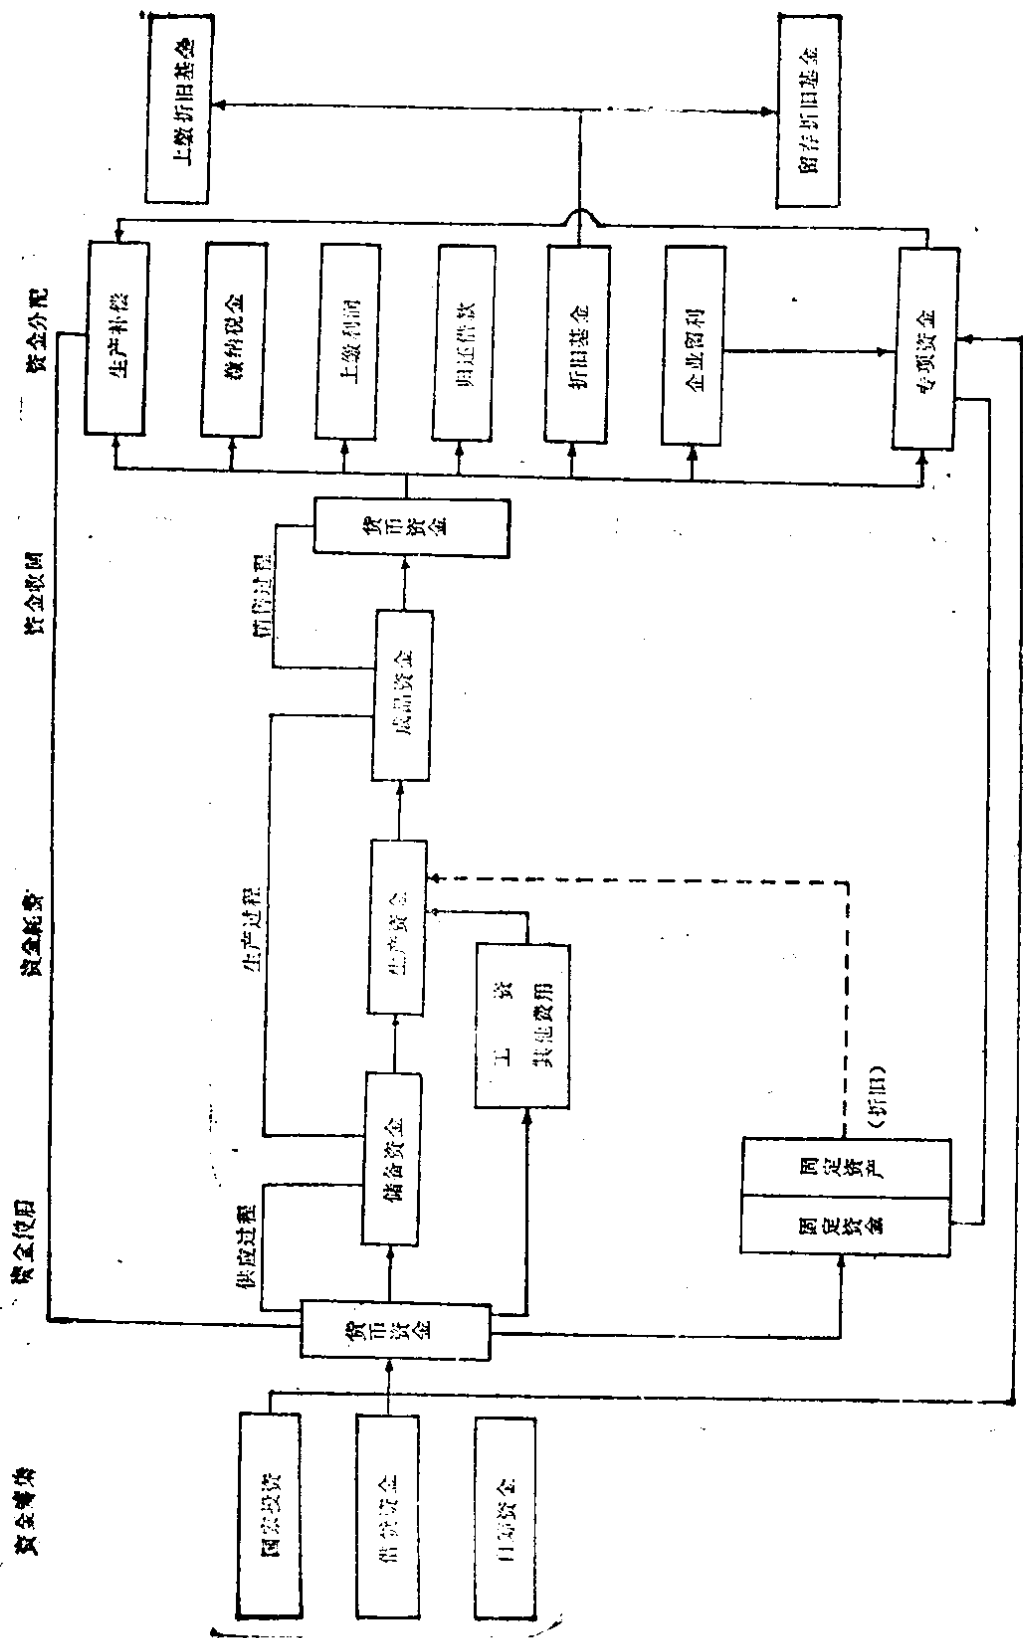 资金筹集
资金使用
资金耗费
资金收回
资金分配
国家投资
借贷资金
自筹资金
货币
资金
供应过程
储备资金
生产过程
生产资金
工 资
其他费用
固定资金
固定资产
（折旧）
成品资金
销售过程
货币
资金
生产补偿
缴纳税金
上缴利润
归还借款
折旧基金
企业留利
专项资金
上缴折旧基金
留存折旧基金